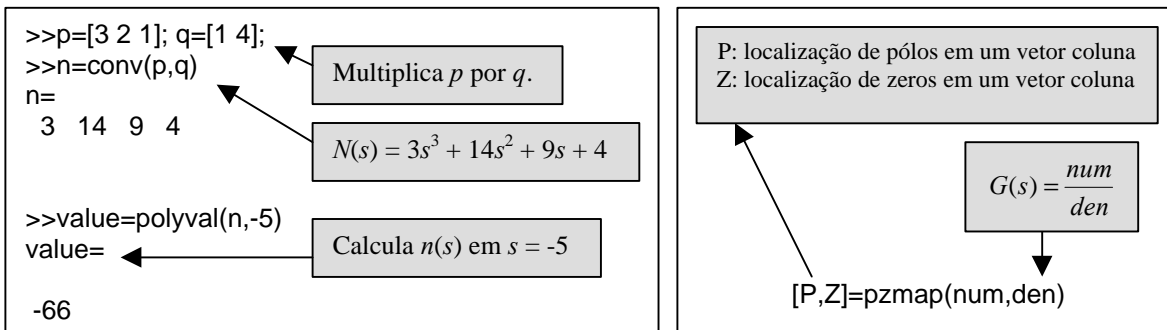 >>p=[3 2 1]; q=[1 4];
>>n=conv(p,q)
n=
3 14 9 4
Multiplica p por q.
N(s) = 3s³ + 14s² + 9s + 4
>>value=polyval(n,-5)
value=
-66
Calcula n(s) em s = -5
P: localização de pólos em um vetor coluna
Z: localização de zeros em um vetor coluna
G(s) = num/den
[P,Z]=pzmap(num,den)